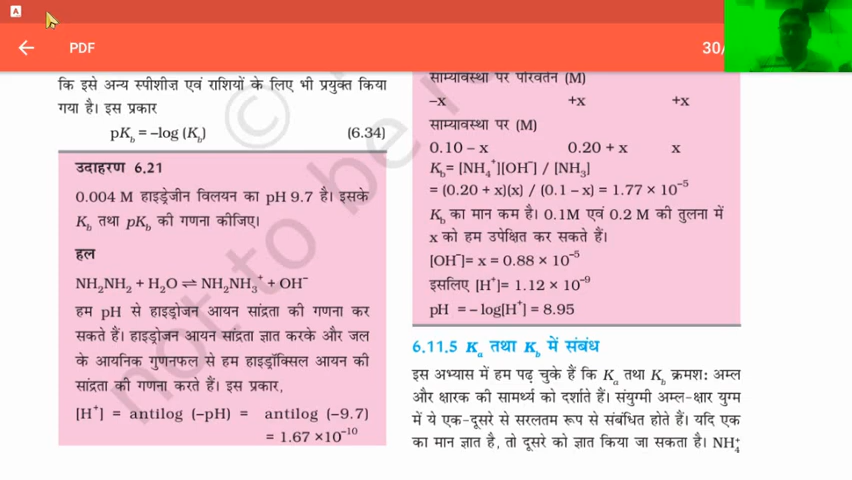 A
PDF
30/
कि इसे अन्य स्पीशीज़ एवं राशियों के लिए भी प्रयुक्त किया
गया है। इस प्रकार
pK_b = –log (K_b) (6.34)
उदाहरण 6.21
0.004 M हाइड्रेजीन विलयन का pH 9.7 है। इसके
K_b तथा pK_b की गणना कीजिए।
हल
NH₂NH₂ + H₂O ⇌ NH₂NH₃⁺ + OH⁻
हम pH से हाइड्रोजन आयन सांद्रता की गणना कर
सकते हैं। हाइड्रोजन आयन सांद्रता ज्ञात करके और जल
के आयनिक गुणनफल से हम हाइड्रॉक्सिल आयन की
सांद्रता की गणना करते हैं। इस प्रकार,
[H⁺] = antilog (–pH) = antilog (–9.7)
= 1.67 ×10⁻¹⁰
साम्यावस्था पर परिवर्तन (M)
–x +x +x
साम्यावस्था पर (M)
0.10 – x 0.20 + x x
K_b = [NH₄⁺][OH⁻] / [NH₃]
= (0.20 + x)(x) / (0.1 – x) = 1.77 × 10⁻⁵
K_b का मान कम है। 0.1M एवं 0.2 M की तुलना में
x को हम उपेक्षित कर सकते हैं।
[OH⁻] = x = 0.88 × 10⁻⁵
इसलिए [H⁺] = 1.12 × 10⁻⁹
pH = – log[H⁺] = 8.95
6.11.5 K_a तथा K_b में संबंध
इस अभ्यास में हम पढ़ चुके हैं कि K_a तथा K_b क्रमश: अम्ल
और क्षारक की सामर्थ्य को दर्शाते हैं। संयुग्मी अम्ल-क्षार युग्म
में ये एक-दूसरे से सरलतम रूप से संबंधित होते हैं। यदि एक
का मान ज्ञात है, तो दूसरे को ज्ञात किया जा सकता है। NH₄⁺
not to be r